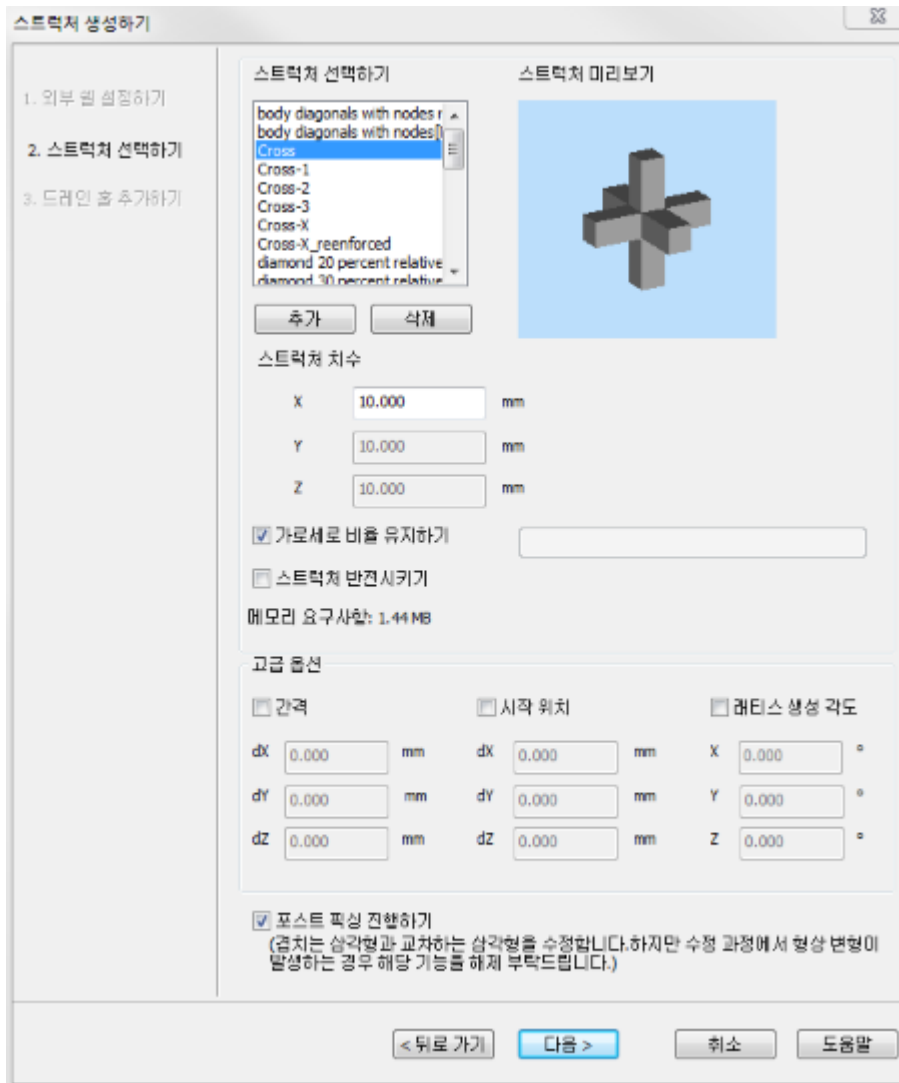 스트럭처 생성하기
1. 외부 쉘 설정하기
2. 스트럭처 선택하기
3. 드레인 홀 추가하기
스트럭처 선택하기
스트럭처 미리보기
body diagonals with nodes r
body diagonals with nodes
Cross
Cross-1
Cross-2
Cross-3
Cross-X
Cross-X_reenforced
diamond 20 percent relative
diamond 30 percent relative
추가
삭제
스트럭처 치수
X 10.000 mm
Y 10.000 mm
Z 10.000 mm
가로세로 비율 유지하기
스트럭처 반전시키기
메모리 요구사항: 1.44 MB
고급 옵션
간격
시작 위치
래티스 생성 각도
dX 0.000 mm dX 0.000 mm X 0.000 °
dY 0.000 mm dY 0.000 mm Y 0.000 °
dZ 0.000 mm dZ 0.000 mm Z 0.000 °
포스트 픽싱 진행하기
(겹치는 삼각형과 교차하는 삼각형을 수정합니다.하지만 수정 과정에서 형상 변형이
발생하는 경우 해당 기능을 해제 부탁드립니다.)
< 뒤로 가기
다음 >
취소
도움말